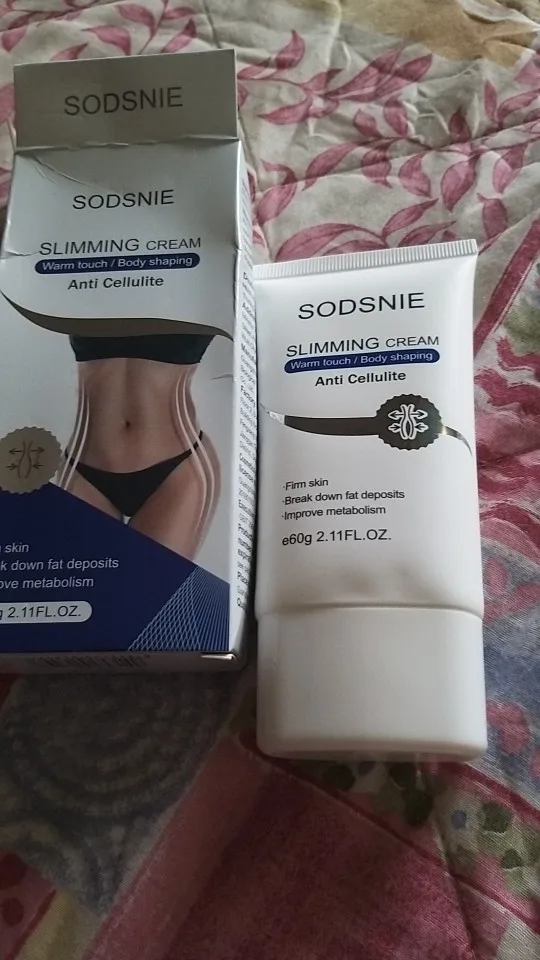 SODSNIE
SODSNIE
SLIMMING CREAM
Warm touch / Body shaping
Anti Cellulite
skin
k down fat deposits
ove metabolism
2.11FL.OZ.
SODSNIE
SLIMMING CREAM
Warm touch / Body shaping
Anti Cellulite
·Firm skin
·Break down fat deposits
·Improve metabolism
e60g 2.11FL.OZ.